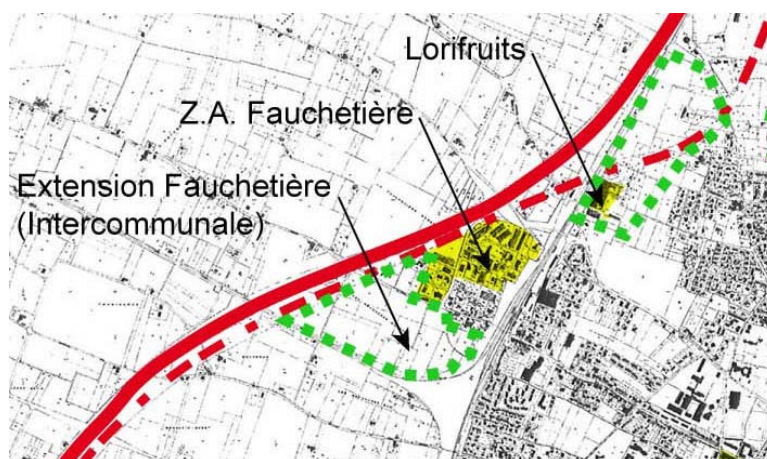 Lorifruits
Z.A. Fauchetière
Extension Fauchetière
(Intercommunale)